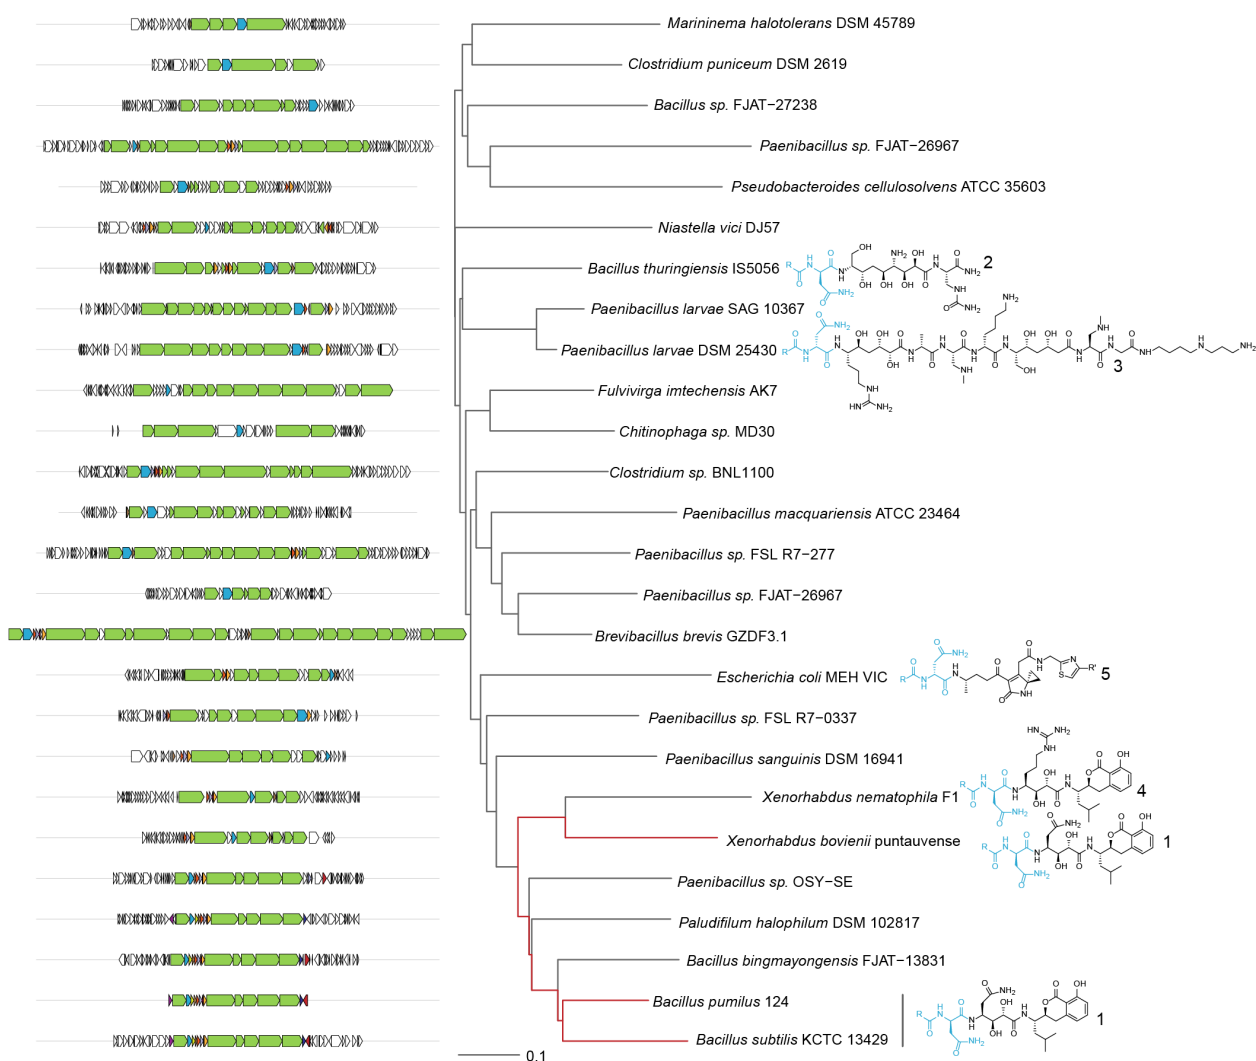 Marininema halotolerans DSM 45789
Clostridium puniceum DSM 2619
Bacillus sp. FJAT−27238
Paenibacillus sp. FJAT−26967
Pseudobacteroides cellulosolvens ATCC 35603
Niastella vici DJ57
Bacillus thuringiensis IS5056
2
Paenibacillus larvae SAG 10367
Paenibacillus larvae DSM 25430
3
Fulvivirga imtechensis AK7
Chitinophaga sp. MD30
Clostridium sp. BNL1100
Paenibacillus macquariensis ATCC 23464
Paenibacillus sp. FSL R7−277
Paenibacillus sp. FJAT−26967
Brevibacillus brevis GZDF3.1
Escherichia coli MEH VIC
5
Paenibacillus sp. FSL R7−0337
Paenibacillus sanguinis DSM 16941
Xenorhabdus nematophila F1
4
Xenorhabdus bovienii puntauvense
1
Paenibacillus sp. OSY−SE
Paludifilum halophilum DSM 102817
Bacillus bingmayongensis FJAT−13831
Bacillus pumilus 124
1
Bacillus subtilis KCTC 13429
0.1